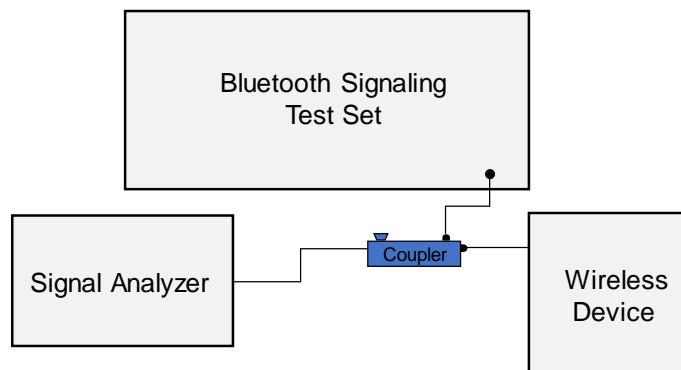 Bluetooth Signaling
Test Set
Signal Analyzer
Coupler
Wireless
Device